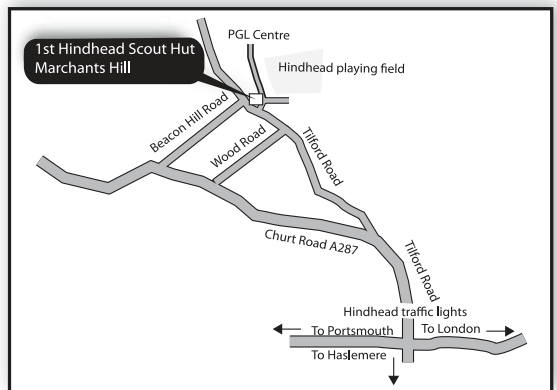 PGL Centre
1st Hindhead Scout Hut
Marchants Hill
Hindhead playing field
Beacon Hill Road
Wood Road
Tilford Road
Churt Road A287
Tilford Road
Hindhead traffic lights
To Portsmouth
To London
To Haslemere